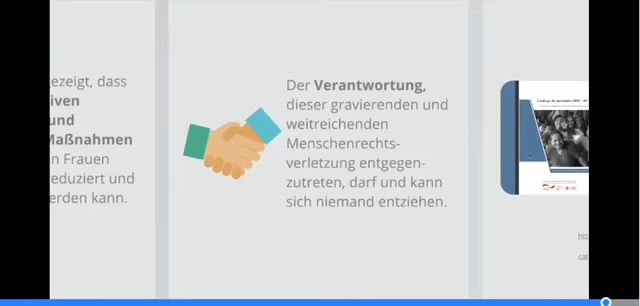 ezeigt, dass
iven
und
Maßnahmen
n Frauen
eduziert und
erden kann.
Der Verantwortung,
dieser gravierenden und
weitreichenden
Menschenrechts-
verletzung entgegen-
zutreten, darf und kann
sich niemand entziehen.